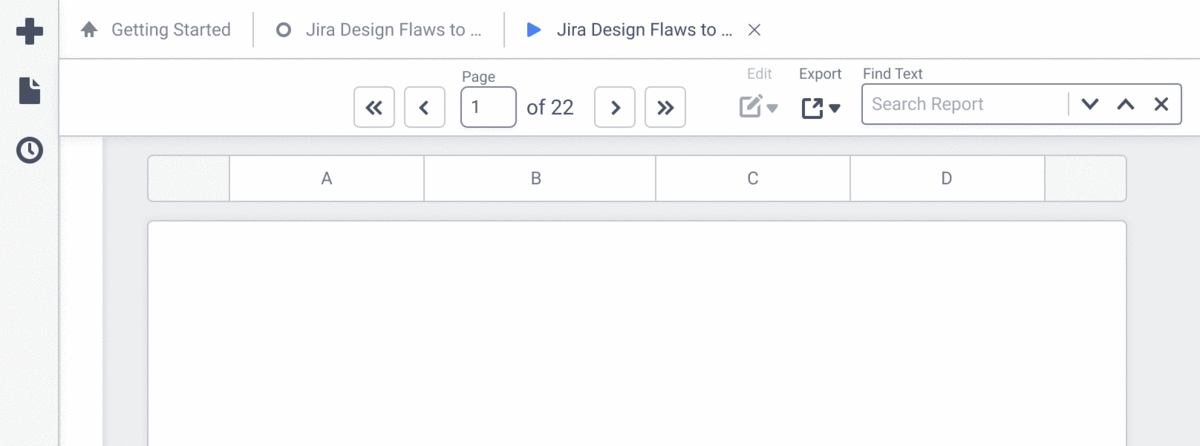 Getting Started
Jira Design Flaws to ...
Jira Design Flaws to ...
Page
1 of 22
Edit
Export
Find Text
Search Report
A B C D